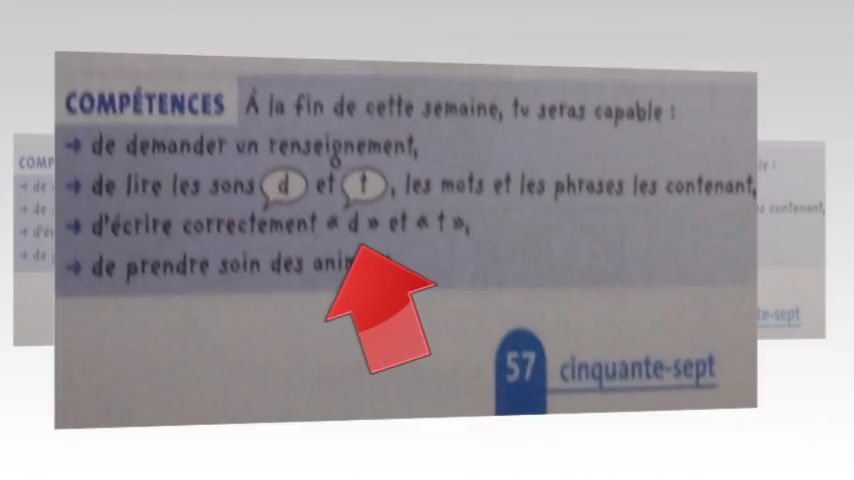 COMPÉTENCES À la fin de cette semaine, tu seras capable :
→ de demander un renseignement,
→ de lire les sons d et t, les mots et les phrases les contenant,
→ d'écrire correctement « d » et « t »,
→ de prendre soin des
57 cinquante-sept